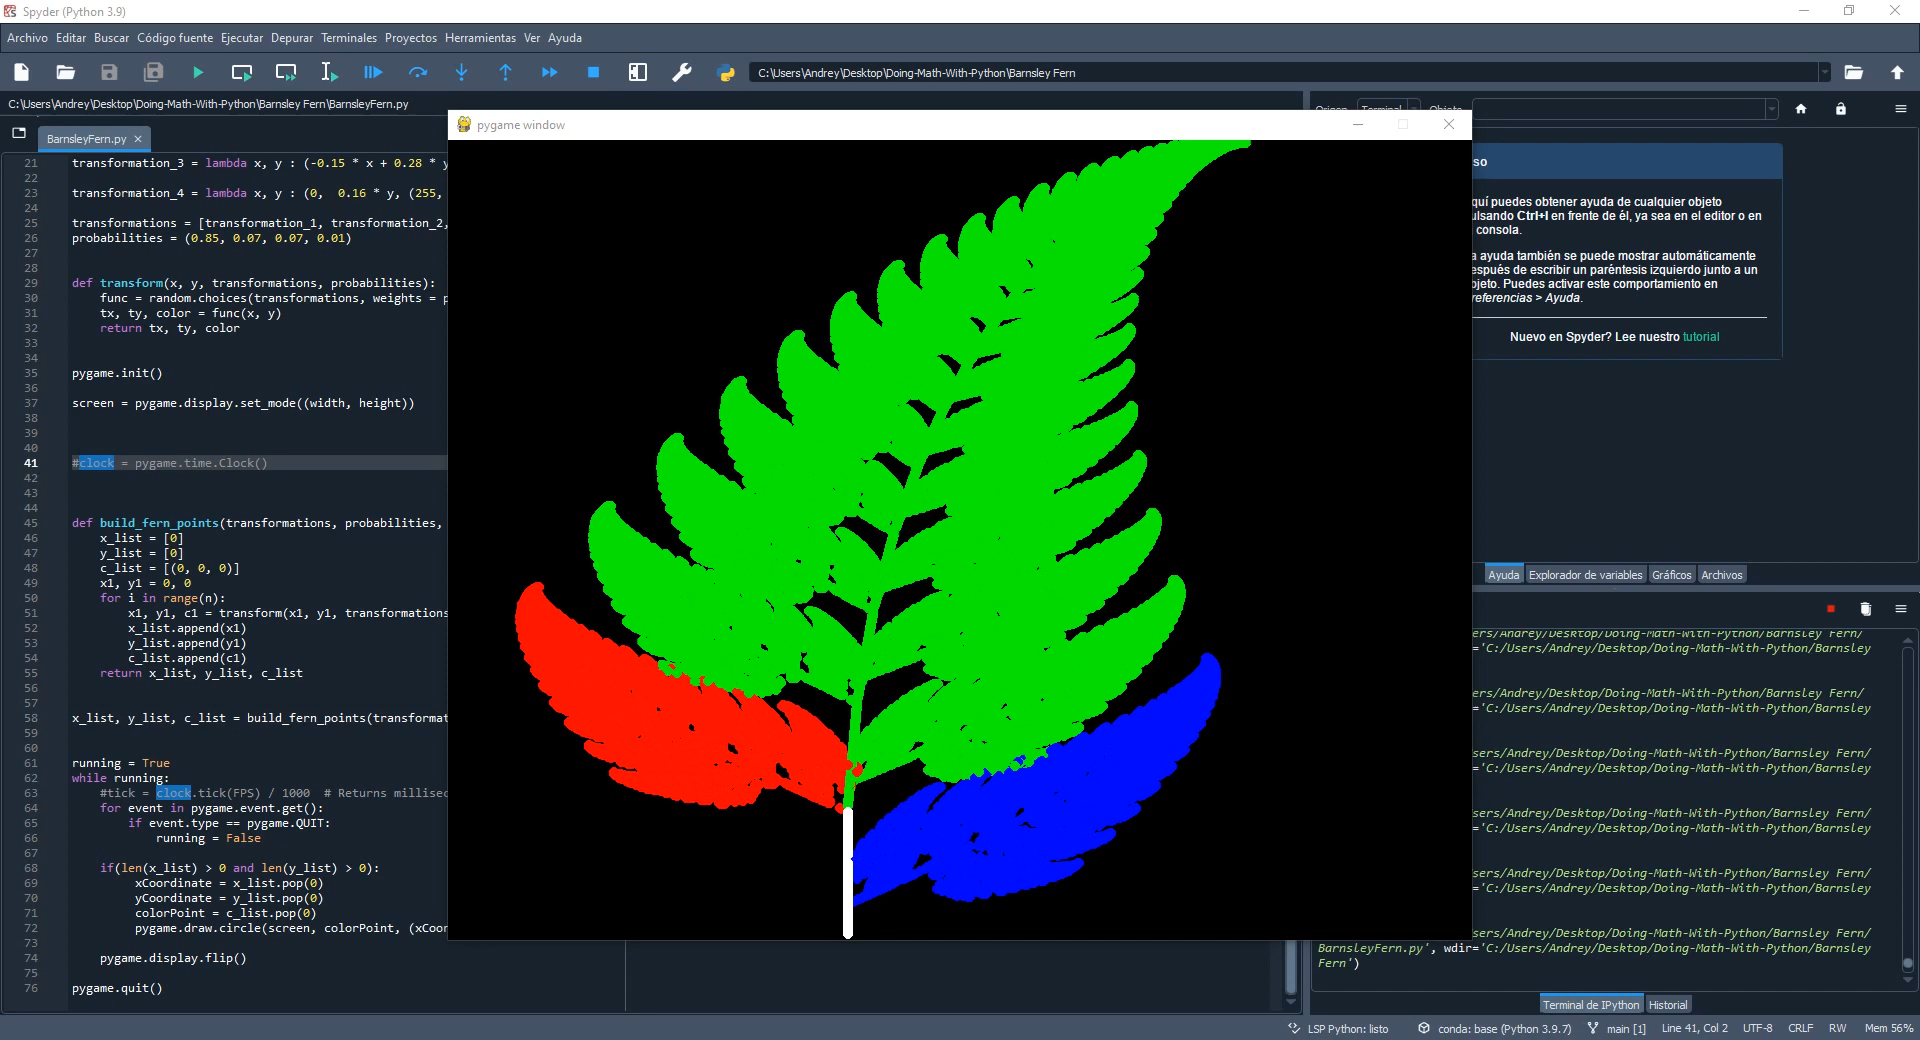 Spyder (Python 3.9)
Archivo Editar Buscar Código fuente Ejecutar Depurar Terminales Proyectos Herramientas Ver Ayuda
C:\Users\Andrey\Desktop\Doing-Math-With-Python\Barnsley Fern
C:\Users\Andrey\Desktop\Doing-Math-With-Python\Barnsley Fern\BarnsleyFern.py
BarnsleyFern.py
21 transformation_3 = lambda x, y : (-0.15 * x + 0.28 * y
22
23 transformation_4 = lambda x, y : (0,  0.16 * y, (255,
24
25 transformations = [transformation_1, transformation_2,
26 probabilities = (0.85, 0.07, 0.07, 0.01)
27
28
29 def transform(x, y, transformations, probabilities):
30     func = random.choices(transformations, weights = p
31     tx, ty, color = func(x, y)
32     return tx, ty, color
33
34
35 pygame.init()
36
37 screen = pygame.display.set_mode((width, height))
38
39
40
41 #clock = pygame.time.Clock()
42
43
44
45 def build_fern_points(transformations, probabilities,
46     x_list = [0]
47     y_list = [0]
48     c_list = [(0, 0, 0)]
49     x1, y1 = 0, 0
50     for i in range(n):
51         x1, y1, c1 = transform(x1, y1, transformations
52         x_list.append(x1)
53         y_list.append(y1)
54         c_list.append(c1)
55     return x_list, y_list, c_list
56
57
58 x_list, y_list, c_list = build_fern_points(transformat
59
60
61 running = True
62 while running:
63     #tick = clock.tick(FPS) / 1000  # Returns millisec
64     for event in pygame.event.get():
65         if event.type == pygame.QUIT:
66             running = False
67
68     if(len(x_list) > 0 and len(y_list) > 0):
69          xCoordinate = x_list.pop(0)
70          yCoordinate = y_list.pop(0)
71          colorPoint = c_list.pop(0)
72          pygame.draw.circle(screen, colorPoint, (xCoor
73
74     pygame.display.flip()
75
76 pygame.quit()
pygame window
Origen Terminal Objeto
so
quí puedes obtener ayuda de cualquier objeto
ulsando Ctrl+I en frente de él, ya sea en el editor o en
consola.
a ayuda también se puede mostrar automáticamente
espués de escribir un paréntesis izquierdo junto a un
bjeto. Puedes activar este comportamiento en
referencias > Ayuda.
Nuevo en Spyder? Lee nuestro tutorial
Ayuda Explorador de variables Gráficos Archivos
ers/Andrey/Desktop/Doing-Math-With-Python/Barnsley Fern/
='C:/Users/Andrey/Desktop/Doing-Math-With-Python/Barnsley
ers/Andrey/Desktop/Doing-Math-With-Python/Barnsley Fern/
='C:/Users/Andrey/Desktop/Doing-Math-With-Python/Barnsley
sers/Andrey/Desktop/Doing-Math-With-Python/Barnsley Fern/
='C:/Users/Andrey/Desktop/Doing-Math-With-Python/Barnsley
sers/Andrey/Desktop/Doing-Math-With-Python/Barnsley Fern/
='C:/Users/Andrey/Desktop/Doing-Math-With-Python/Barnsley
sers/Andrey/Desktop/Doing-Math-With-Python/Barnsley Fern/
='C:/Users/Andrey/Desktop/Doing-Math-With-Python/Barnsley
sers/Andrey/Desktop/Doing-Math-With-Python/Barnsley Fern/
BarnsleyFern.py', wdir='C:/Users/Andrey/Desktop/Doing-Math-With-Python/Barnsley
Fern')
Terminal de IPython Historial
LSP Python: listo conda: base (Python 3.9.7) main [1] Line 41, Col 2 UTF-8 CRLF RW Mem 56%